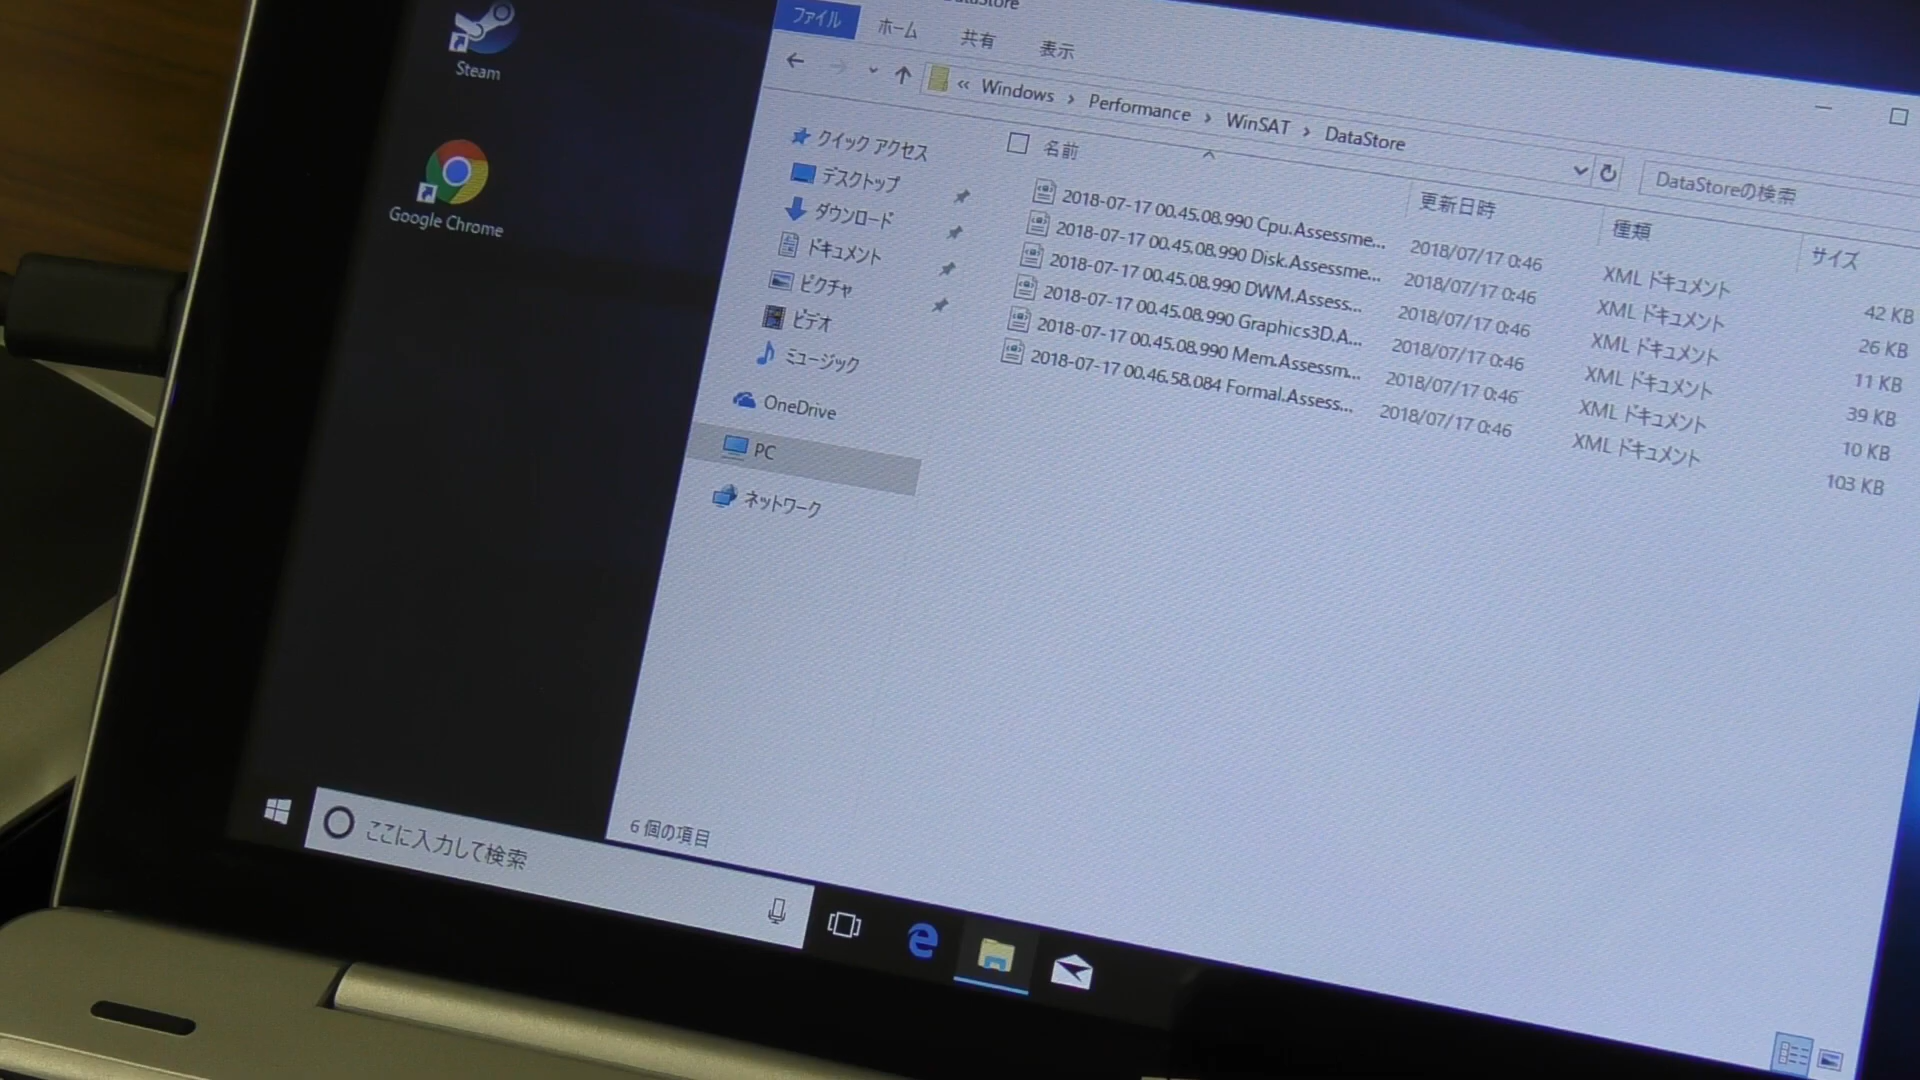 Steam
Google Chrome
ファイル
ホーム
共有
表示
« Windows › Performance › WinSAT › DataStore
DataStoreの検索
クイック アクセス
デスクトップ
ダウンロード
ドキュメント
ピクチャ
ビデオ
ミュージック
OneDrive
PC
ネットワーク
名前 更新日時 種類 サイズ
2018-07-17 00.45.08.990 Cpu.Assessme... 2018/07/17 0:46 XML ドキュメント 42 KB
2018-07-17 00.45.08.990 Disk.Assessme... 2018/07/17 0:46 XML ドキュメント 26 KB
2018-07-17 00.45.08.990 DWM.Assess... 2018/07/17 0:46 XML ドキュメント 11 KB
2018-07-17 00.45.08.990 Graphics3D.A... 2018/07/17 0:46 XML ドキュメント 39 KB
2018-07-17 00.45.08.990 Mem.Assessm... 2018/07/17 0:46 XML ドキュメント 10 KB
2018-07-17 00.46.58.084 Formal.Assess... 2018/07/17 0:46 XML ドキュメント 103 KB
6 個の項目
ここに入力して検索